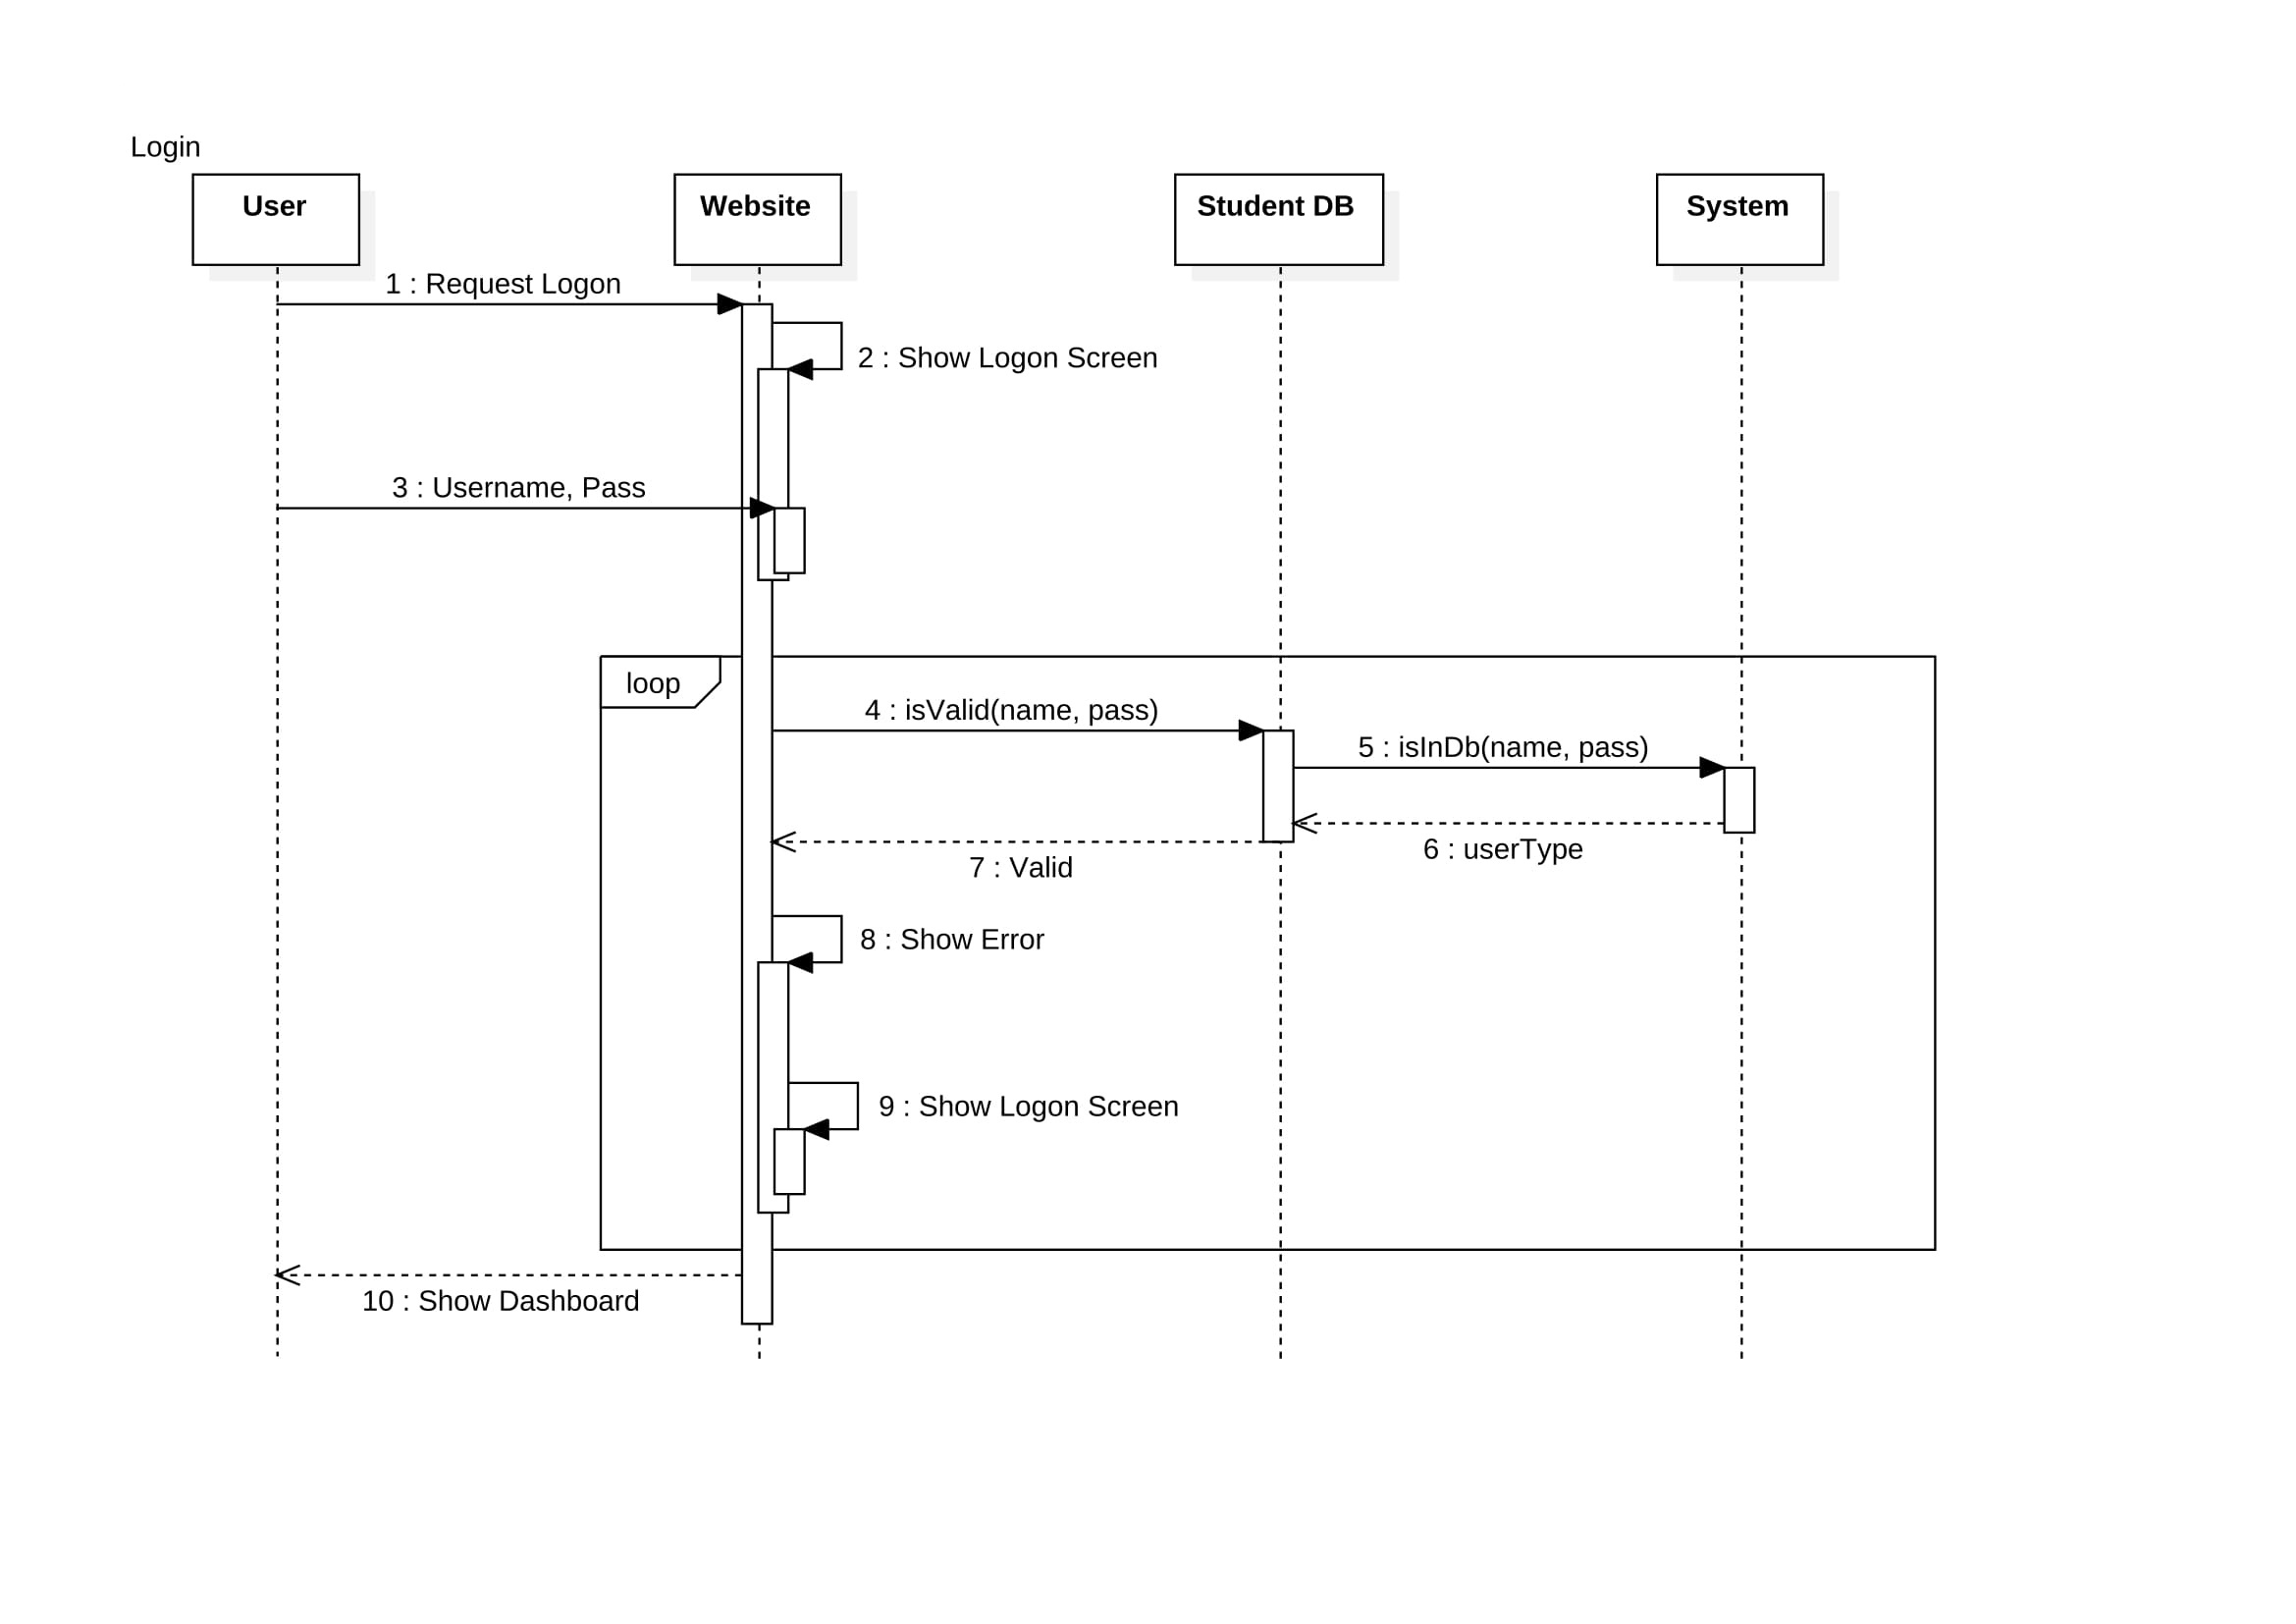 Login
User
Website
Student DB
System
1 : Request Logon
2 : Show Logon Screen
3 : Username, Pass
loop
4 : isValid(name, pass)
5 : isInDb(name, pass)
6 : userType
7 : Valid
8 : Show Error
9 : Show Logon Screen
10 : Show Dashboard